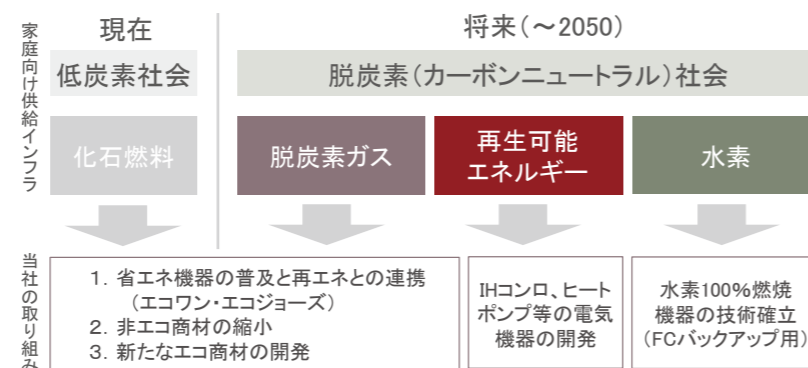 家庭向け供給インフラ
現在
将来(～2050)
低炭素社会
脱炭素(カーボンニュートラル)社会
化石燃料
脱炭素ガス
再生可能
エネルギー
水素
当社の取り組み
1. 省エネ機器の普及と再エネとの連携
(エコワン・エコジョーズ)
2. 非エコ商材の縮小
3. 新たなエコ商材の開発
IHコンロ、ヒート
ポンプ等の電気
機器の開発
水素100%燃焼
機器の技術確立
(FCバックアップ用)